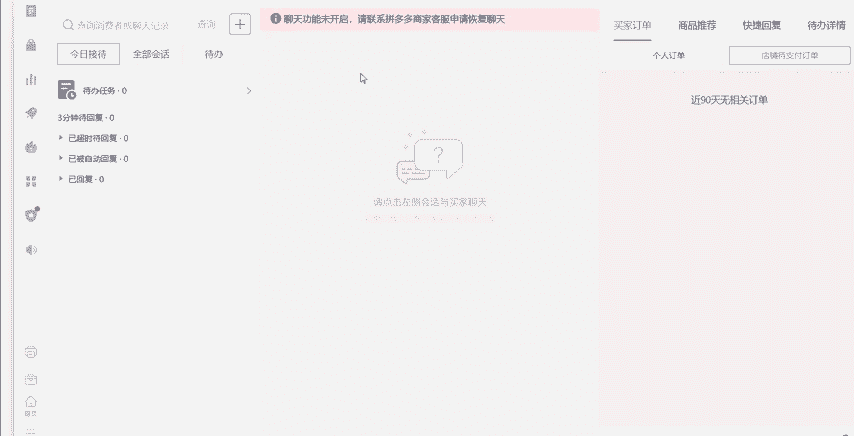 查询消费者或聊天记录
查询
聊天功能未开启，请联系拼多多商家客服申请恢复聊天
买家订单
商品推荐
快捷回复
待办详情
今日接待
全部会话
待办
个人订单
店铺待支付订单
待办任务·0
近90天无相关订单
3分钟待回复·0
已超时待回复·0
已被自动回复·0
已回复·0
请点击左侧会话与买家聊天